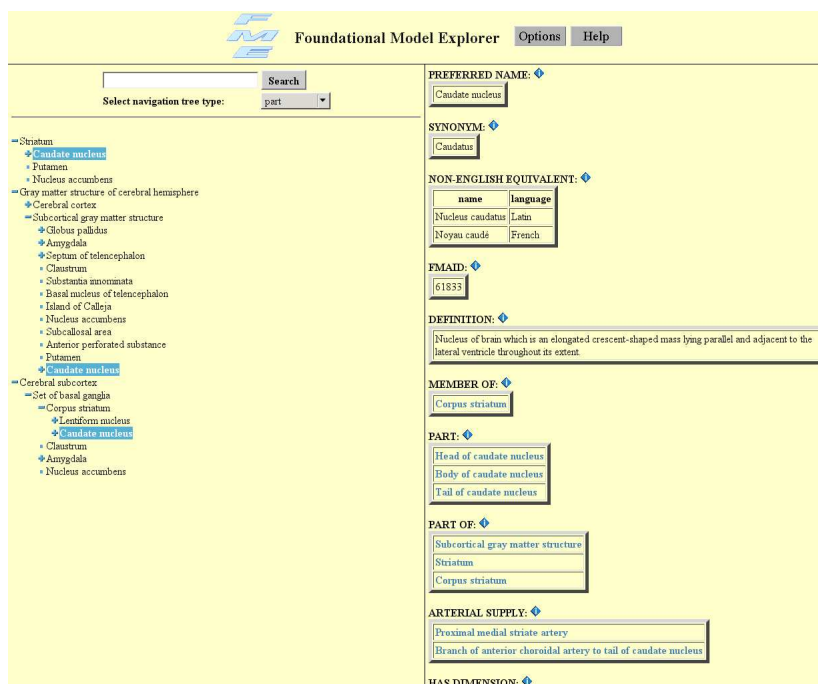 FME
Foundational Model Explorer Options Help
Search
Select navigation tree type: part
Striatum
Caudate nucleus
Putamen
Nucleus accumbens
Gray matter structure of cerebral hemisphere
Cerebral cortex
Subcortical gray matter structure
Globus pallidus
Amygdala
Septum of telencephalon
Claustrum
Substantia innominata
Basal nucleus of telencephalon
Island of Calleja
Nucleus accumbens
Subcallosal area
Anterior perforated substance
Putamen
Caudate nucleus
Cerebral subcortex
Set of basal ganglia
Corpus striatum
Lentiform nucleus
Caudate nucleus
Claustrum
Amygdala
Nucleus accumbens
PREFERRED NAME:
Caudate nucleus
SYNONYM:
Caudatus
NON-ENGLISH EQUIVALENT:
name language
Nucleus caudatus Latin
Noyau caudé French
FMAID:
61833
DEFINITION:
Nucleus of brain which is an elongated crescent-shaped mass lying parallel and adjacent to the
lateral ventricle throughout its extent.
MEMBER OF:
Corpus striatum
PART:
Head of caudate nucleus
Body of caudate nucleus
Tail of caudate nucleus
PART OF:
Subcortical gray matter structure
Striatum
Corpus striatum
ARTERIAL SUPPLY:
Proximal medial striate artery
Branch of anterior choroidal artery to tail of caudate nucleus
HAS DIMENSION: